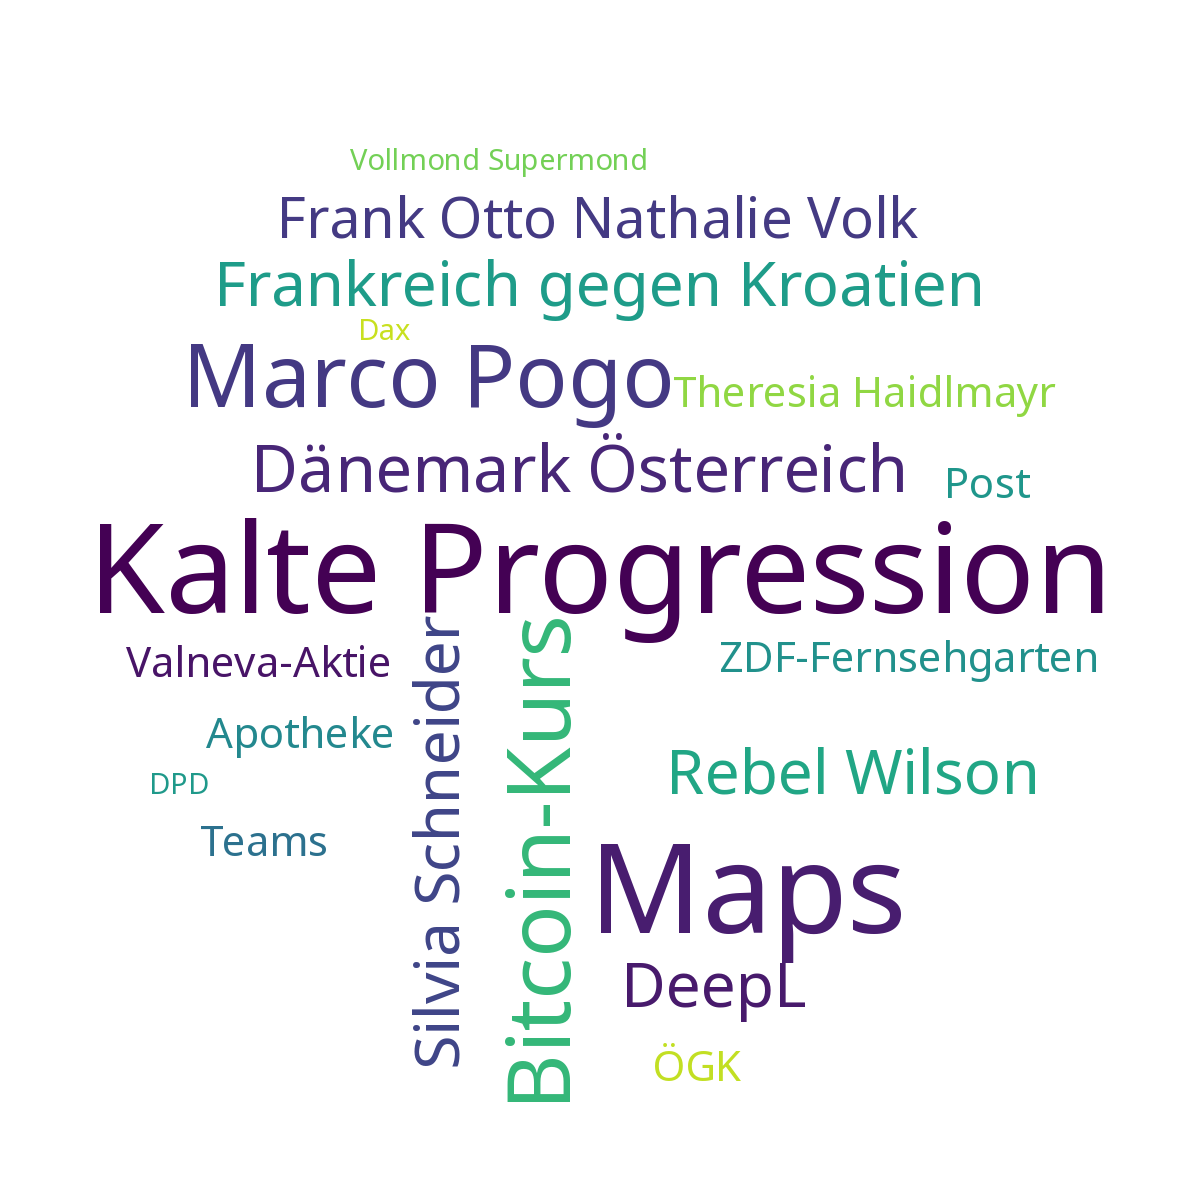 Vollmond Supermond
Frank Otto Nathalie Volk
Frankreich gegen Kroatien
Dax
Marco Pogo
Theresia Haidlmayr
Dänemark Österreich
Post
Kalte Progression
Valneva-Aktie
Silvia Schneider
Bitcoin-Kurs
ZDF-Fernsehgarten
Apotheke
Rebel Wilson
DPD
Teams
Maps
DeepL
ÖGK